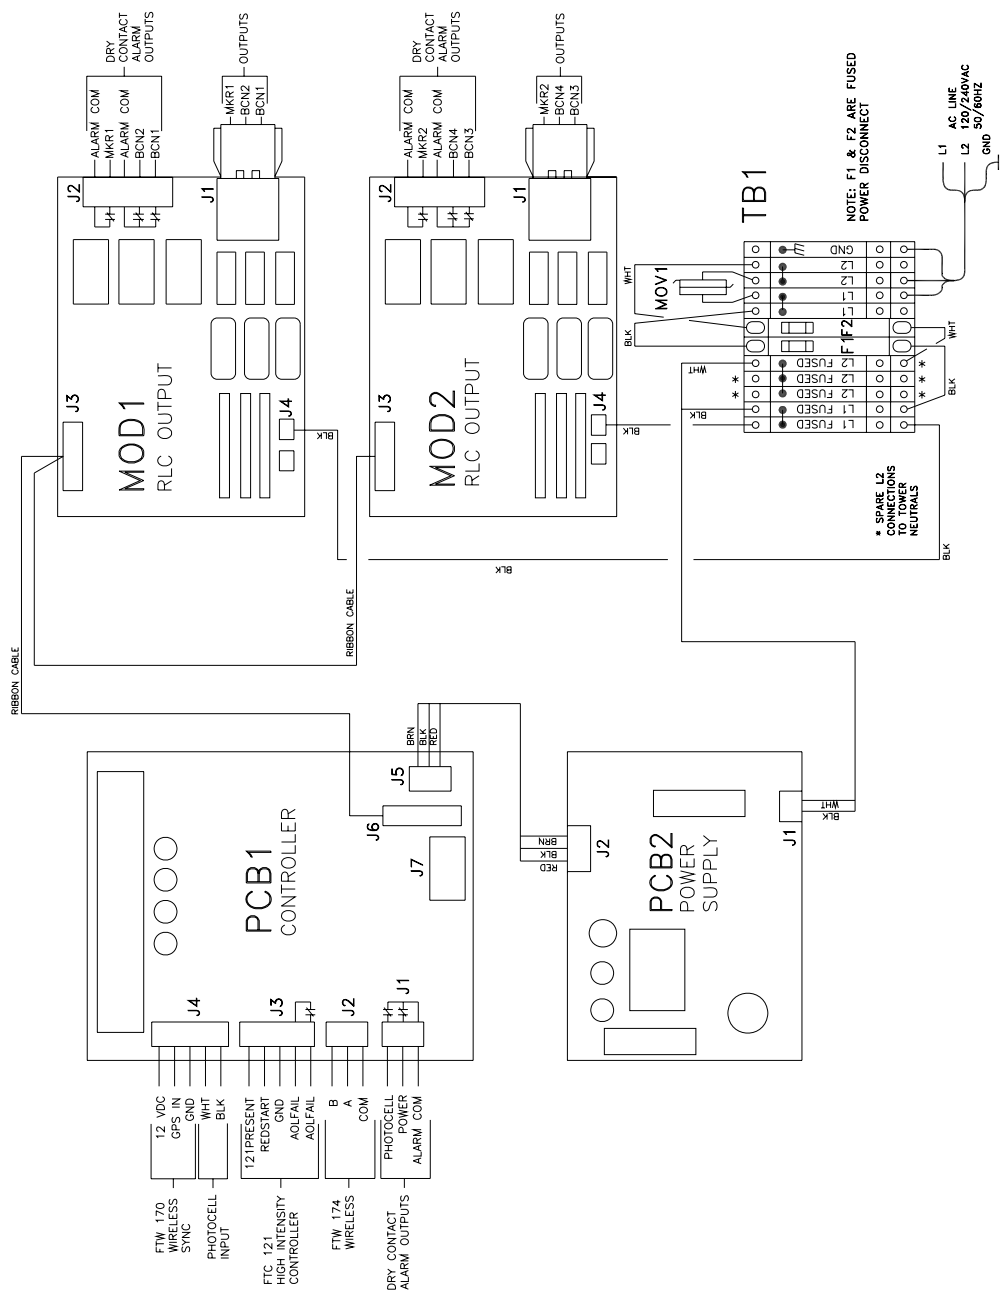 DRY
CONTACT
ALARM
OUTPUTS
ALARM COM
MKR1
ALARM COM
BCN2
BCN1
J2
OUTPUTS
MKR1
BCN2
BCN1
J1
J3
MOD1
RLC OUTPUT
J4
BLK
DRY
CONTACT
ALARM
OUTPUTS
ALARM COM
MKR2
ALARM COM
BCN4
BCN3
J2
OUTPUTS
MKR2
BCN4
BCN3
J1
J3
MOD2
RLC OUTPUT
J4
BLK
TB1
NOTE: F1 & F2 ARE FUSED
POWER DISCONNECT
L1
L2
GND
AC LINE
120/240VAC
50/60HZ
MOV1
WHT
BLK
GND
L2
L2
L1
L1
F1
F2
L2 FUSED
L2 FUSED
L2 FUSED
L1 FUSED
L1 FUSED
WHT
BLK
WHT
BLK
*
*
*
*
*
* SPARE L2
CONNECTIONS
TO TOWER
NEUTRALS
BLK
BLK
RIBBON CABLE
RIBBON CABLE
PCB1
CONTROLLER
J5
BRN
BLK
RED
J6
J7
J4
12 VDC
GPS IN
GND
WHT
BLK
FTW 170
WIRELESS
SYNC
PHOTOCELL
INPUT
J3
121PRESENT
REDSTART
GND
AOLFAIL
AOLFAIL
FTC 121
HIGH INTENSITY
CONTROLLER
J2
B
A
COM
FTW 174
WIRELESS
J1
PHOTOCELL
POWER
ALARM COM
DRY CONTACT
ALARM OUTPUTS
PCB2
POWER
SUPPLY
J2
BRN
BLK
RED
J1
WHT
BLK